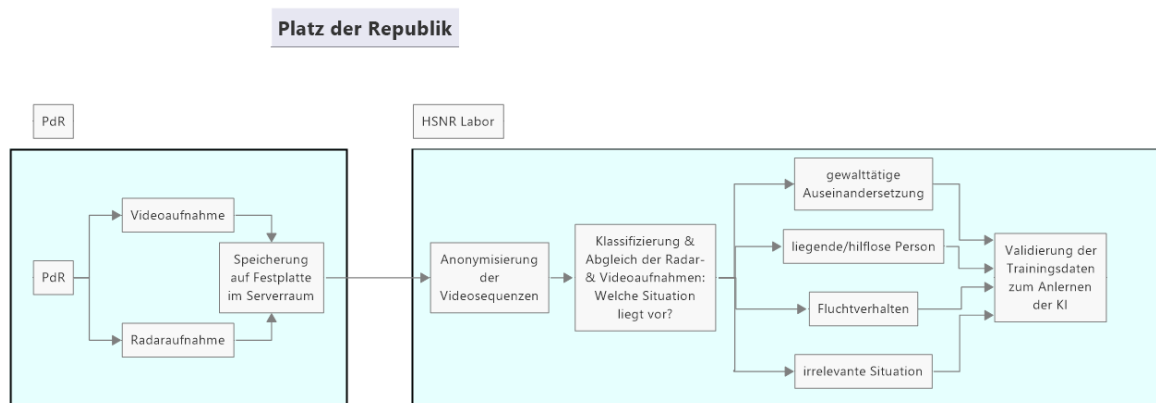 Platz der Republik
PdR
HSNR Labor
PdR
Videoaufnahme
Radaraufnahme
Speicherung
auf Festplatte
im Serverraum
Anonymisierung
der
Videosequenzen
Klassifizierung &
Abgleich der Radar-
& Videoaufnahmen:
Welche Situation
liegt vor?
gewalttätige
Auseinandersetzung
liegende/hilflose Person
Fluchtverhalten
irrelevante Situation
Validierung der
Trainingsdaten
zum Anlernen
der KI